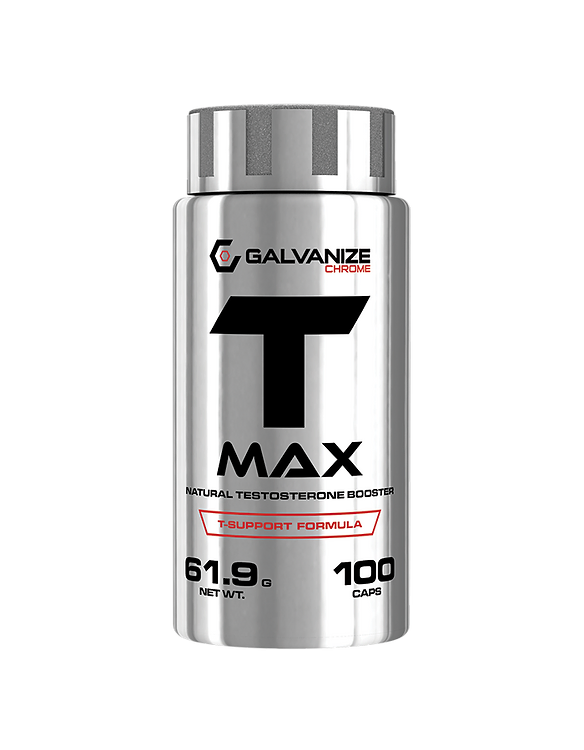 GALVANIZE
CHROME
T
MAX
NATURAL TESTOSTERONE BOOSTER
T-SUPPORT FORMULA
61.9 G
NET WT.
100
CAPS